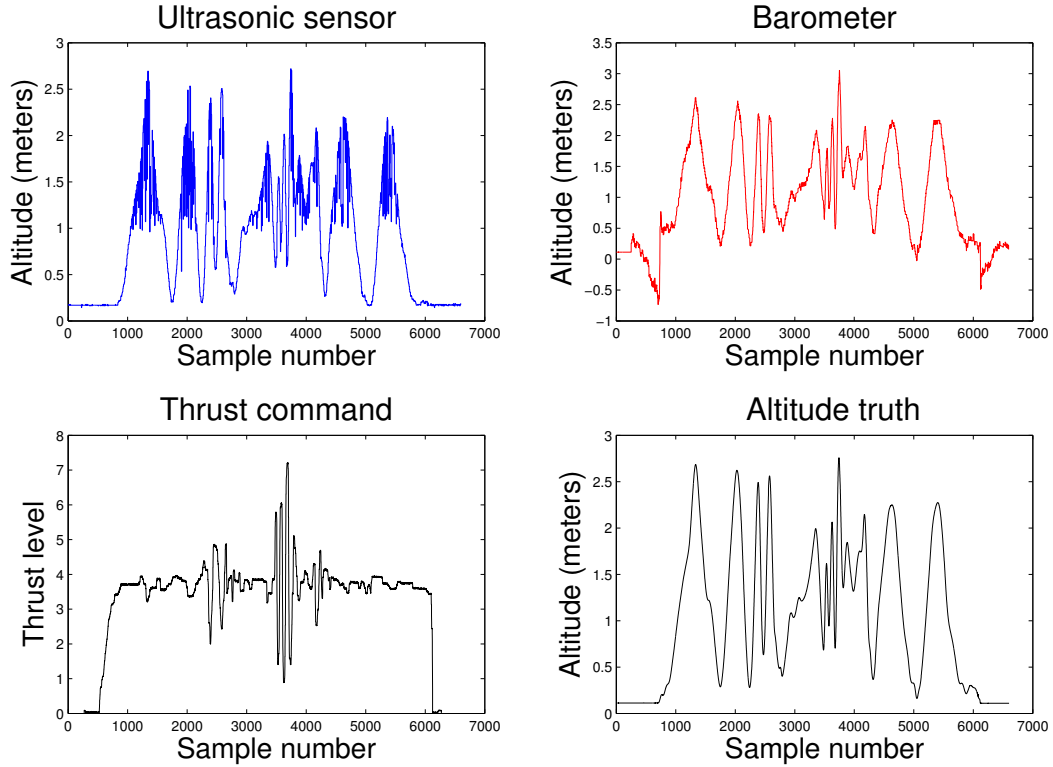 Ultrasonic sensor
Altitude (meters)
3
2.5
2
1.5
1
0.5
0
0 1000 2000 3000 4000 5000 6000 7000
Sample number
Barometer
Altitude (meters)
3.5
3
2.5
2
1.5
1
0.5
0
−0.5
−1
0 1000 2000 3000 4000 5000 6000 7000
Sample number
Thrust command
Thrust level
8
7
6
5
4
3
2
1
0
0 1000 2000 3000 4000 5000 6000 7000
Sample number
Altitude truth
Altitude (meters)
3
2.5
2
1.5
1
0.5
0
0 1000 2000 3000 4000 5000 6000 7000
Sample number